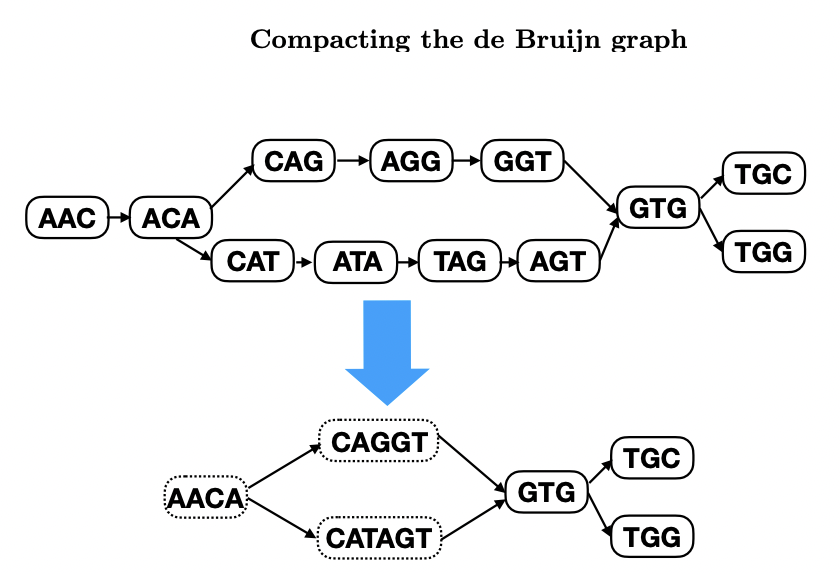 Compacting the de Bruijn graph
CAG AGG GGT
TGC
AAC ACA
GTG
CAT ATA TAG AGT
TGG
CAGGT
TGC
AACA
GTG
CATAGT
TGG